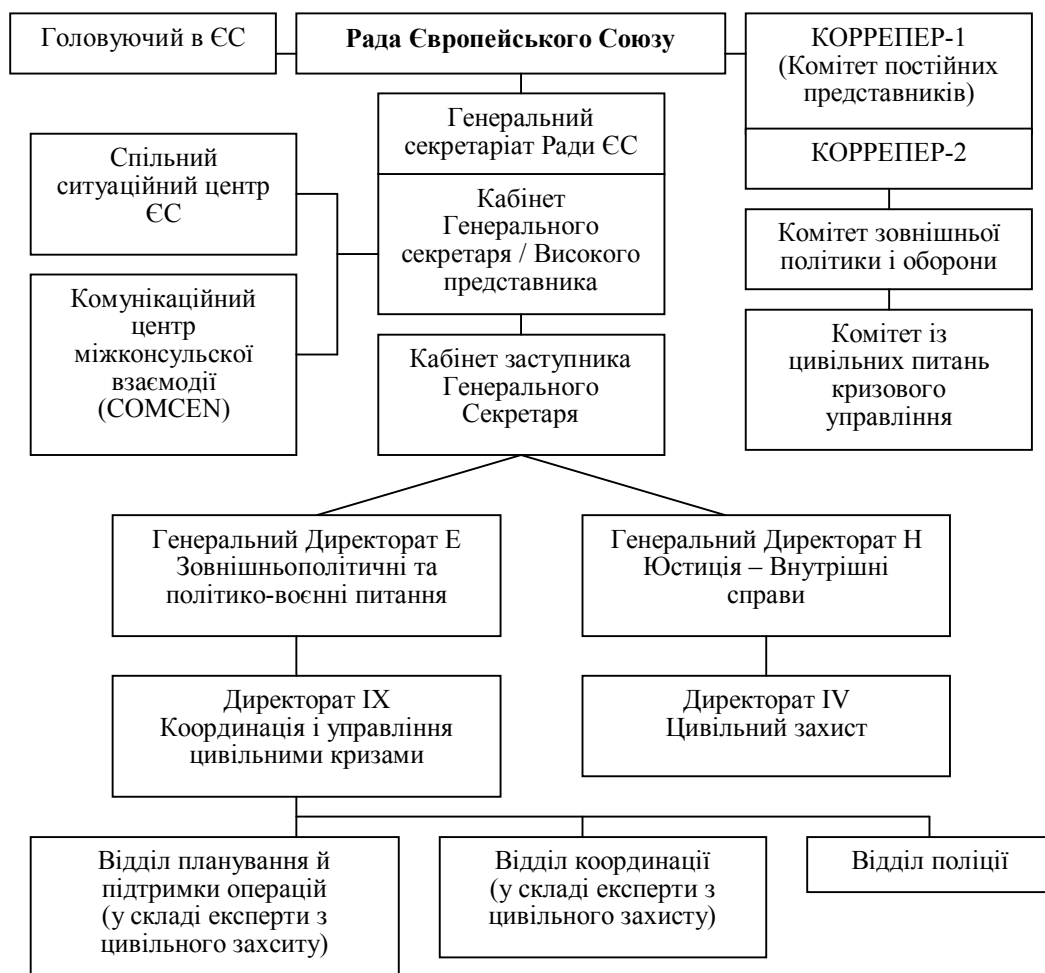 Головуючий в ЄС
Рада Європейського Союзу
КОРРЕПЕР-1
(Комітет постійних
представників)
КОРРЕПЕР-2
Генеральний
секретаріат Ради ЄС
Спільний
ситуаційний центр
ЄС
Кабінет
Генерального
секретаря / Високого
представника
Комітет зовнішньої
політики і оборони
Комунікаційний
центр
міжконсульскої
взаємодії
(COMCEN)
Кабінет заступника
Генерального
Секретаря
Комітет із
цивільних питань
кризового
управління
Генеральний Директорат E
Зовнішньополітичні та
політико-воєнні питання
Генеральний Директорат H
Юстиція – Внутрішні
справи
Директорат IX
Координація і управління
цивільними кризами
Директорат IV
Цивільний захист
Відділ планування й
підтримки операцій
(у складі експерти з
цивільного захситу)
Відділ координації
(у складі експерти з
цивільного захисту)
Відділ поліції